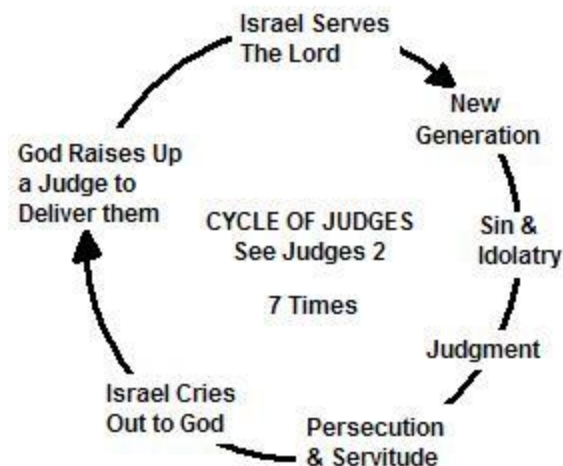 Israel Serves
The Lord
New
Generation
Sin &
Idolatry
Judgment
Persecution
& Servitude
Israel Cries
Out to God
God Raises Up
a Judge to
Deliver them
CYCLE OF JUDGES
See Judges 2
7 Times